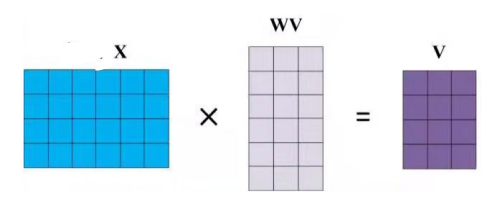 WV
X
V
×
=